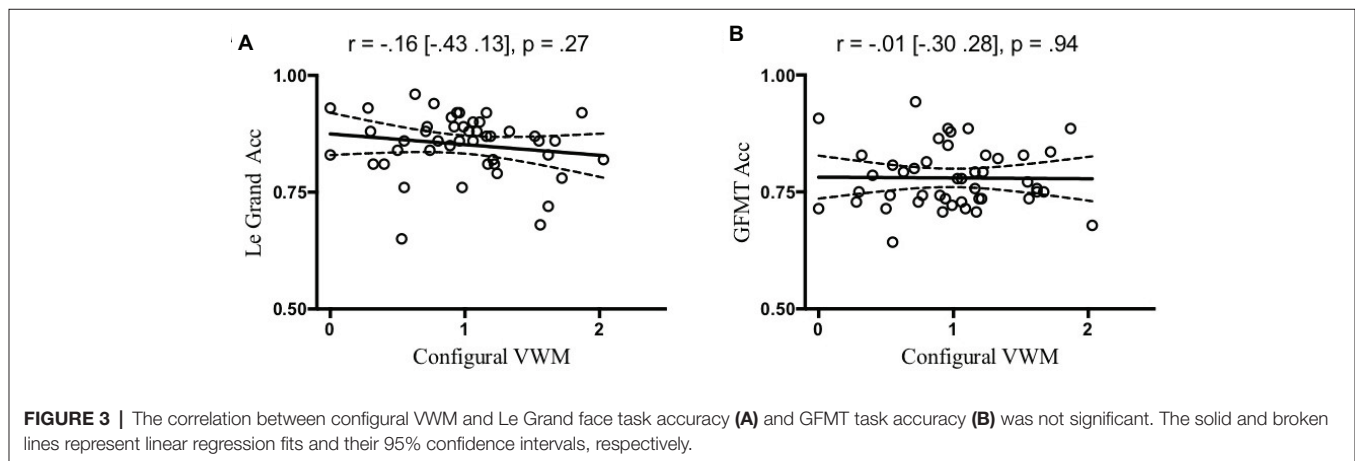 A
r = -.16 [-.43 .13], p = .27
1.00
0.75
0.50
Le Grand Acc
0 1 2
Configural VWM
B
r = -.01 [-.30 .28], p = .94
1.00
0.75
0.50
GFMT Acc
0 1 2
Configural VWM
FIGURE 3 | The correlation between configural VWM and Le Grand face task accuracy (A) and GFMT task accuracy (B) was not significant. The solid and broken
lines represent linear regression fits and their 95% confidence intervals, respectively.